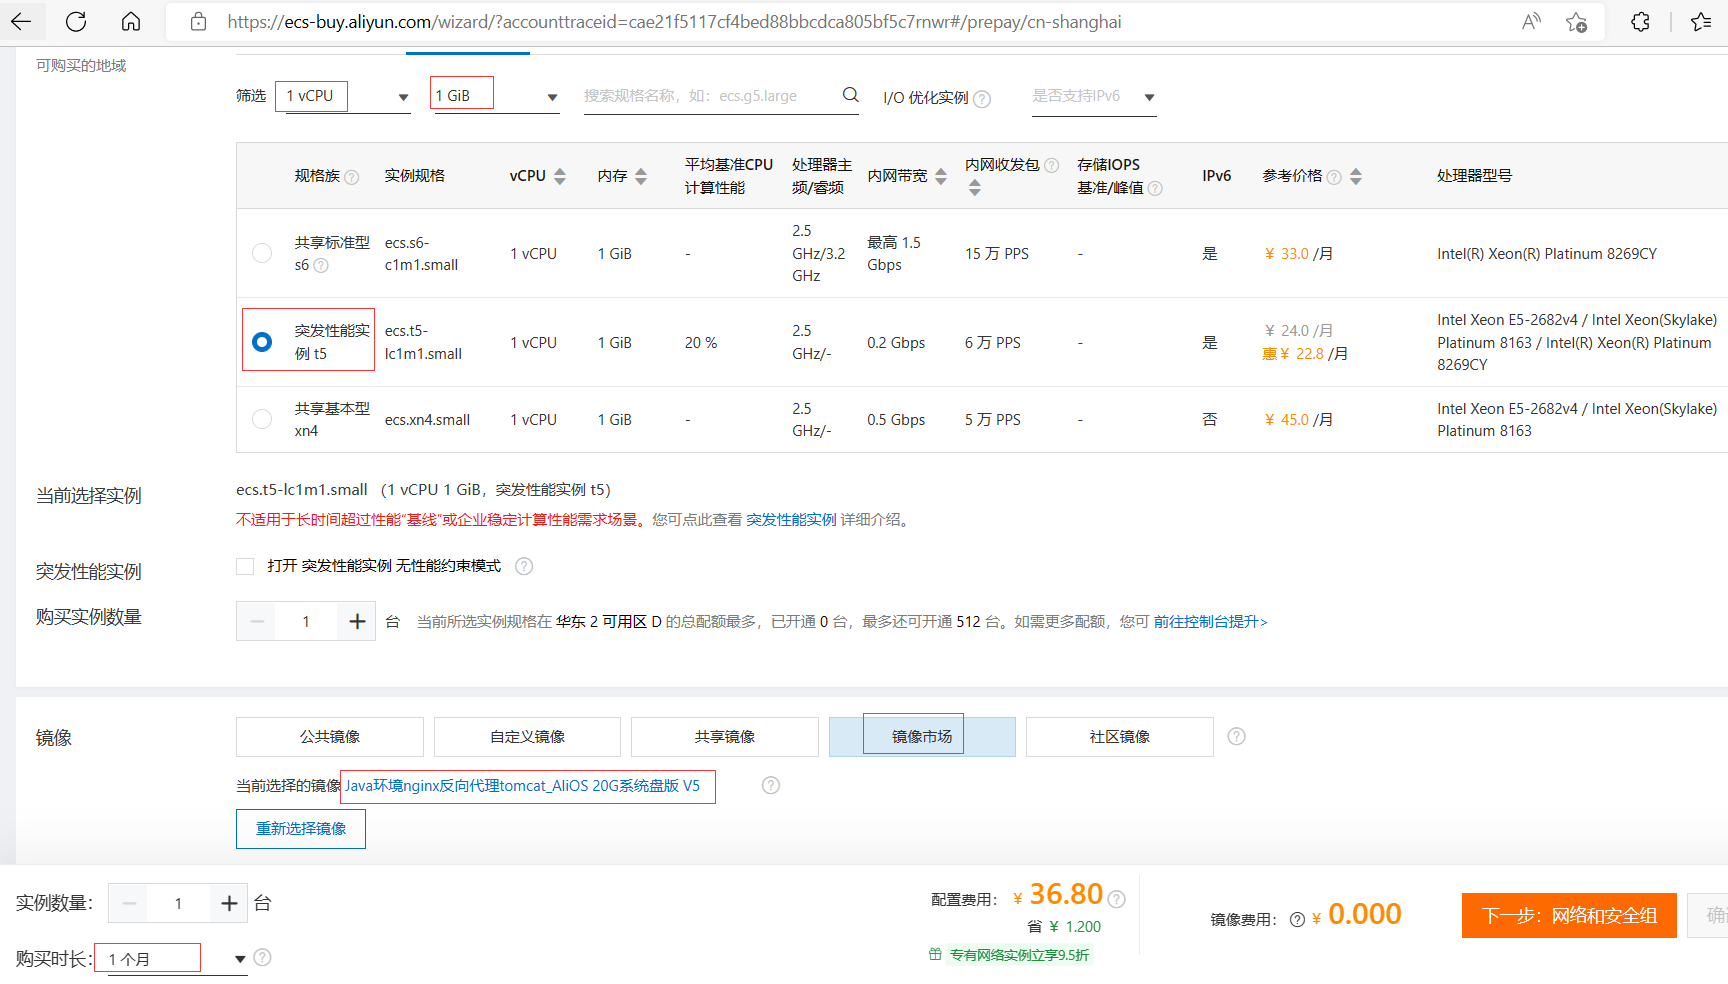 https://ecs-buy.aliyun.com/wizard/?accounttraceid=cae21f5117cf4bed88bbcdca805bf5c7rnwr#/prepay/cn-shanghai
可购买的地域
筛选 1 vCPU 1 GiB 搜索规格名称，如：ecs.g5.large I/O 优化实例 ? 是否支持IPv6
规格族 ? 实例规格 vCPU 内存 平均基准CPU计算性能 处理器主频/睿频 内网带宽 内网收发包 ? 存储IOPS基准/峰值 ? IPv6 参考价格 ? 处理器型号
共享标准型 s6 ? ecs.s6-c1m1.small 1 vCPU 1 GiB - 2.5 GHz/3.2 GHz 最高 1.5 Gbps 15 万 PPS - 是 ¥ 33.0 /月 Intel(R) Xeon(R) Platinum 8269CY
突发性能实例 t5 ecs.t5-lc1m1.small 1 vCPU 1 GiB 20 % 2.5 GHz/- 0.2 Gbps 6 万 PPS - 是 ¥ 24.0 /月 惠 ¥ 22.8 /月 Intel Xeon E5-2682v4 / Intel Xeon(Skylake) Platinum 8163 / Intel(R) Xeon(R) Platinum 8269CY
共享基本型 xn4 ecs.xn4.small 1 vCPU 1 GiB - 2.5 GHz/- 0.5 Gbps 5 万 PPS - 否 ¥ 45.0 /月 Intel Xeon E5-2682v4 / Intel Xeon(Skylake) Platinum 8163
当前选择实例 ecs.t5-lc1m1.small （1 vCPU 1 GiB，突发性能实例 t5）
不适用于长时间超过性能“基线”或企业稳定计算性能需求场景。您可点此查看 突发性能实例 详细介绍。
突发性能实例 打开 突发性能实例 无性能约束模式 ?
购买实例数量 − 1 + 台 当前所选实例规格在 华东 2 可用区 D 的总配额最多，已开通 0 台，最多还可开通 512 台。如需更多配额，您可 前往控制台提升>
镜像 公共镜像 自定义镜像 共享镜像 镜像市场 社区镜像 ?
当前选择的镜像 Java环境nginx反向代理tomcat_AliOS 20G系统盘版 V5 ?
重新选择镜像
实例数量： − 1 + 台
购买时长： 1 个月 ?
配置费用： ¥ 36.80 ?
省 ¥ 1.200
专有网络实例立享9.5折
镜像费用： ? ¥ 0.000
下一步：网络和安全组